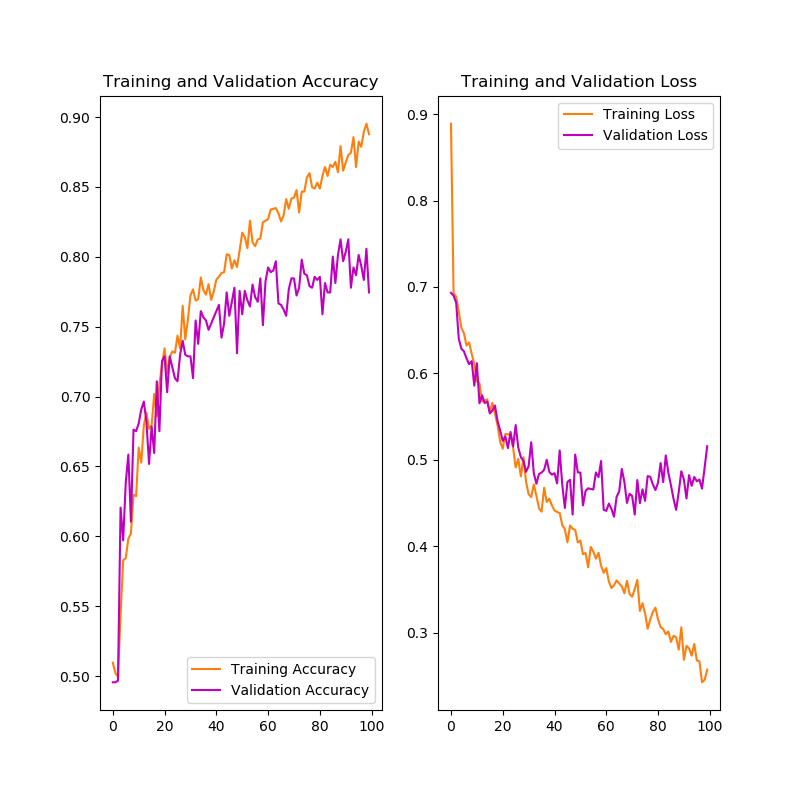 Training and Validation Accuracy
0.90
0.85
0.80
0.75
0.70
0.65
0.60
0.55
0.50
Training Accuracy
Validation Accuracy
0 20 40 60 80 100
Training and Validation Loss
Training Loss
Validation Loss
0.9
0.8
0.7
0.6
0.5
0.4
0.3
0 20 40 60 80 100